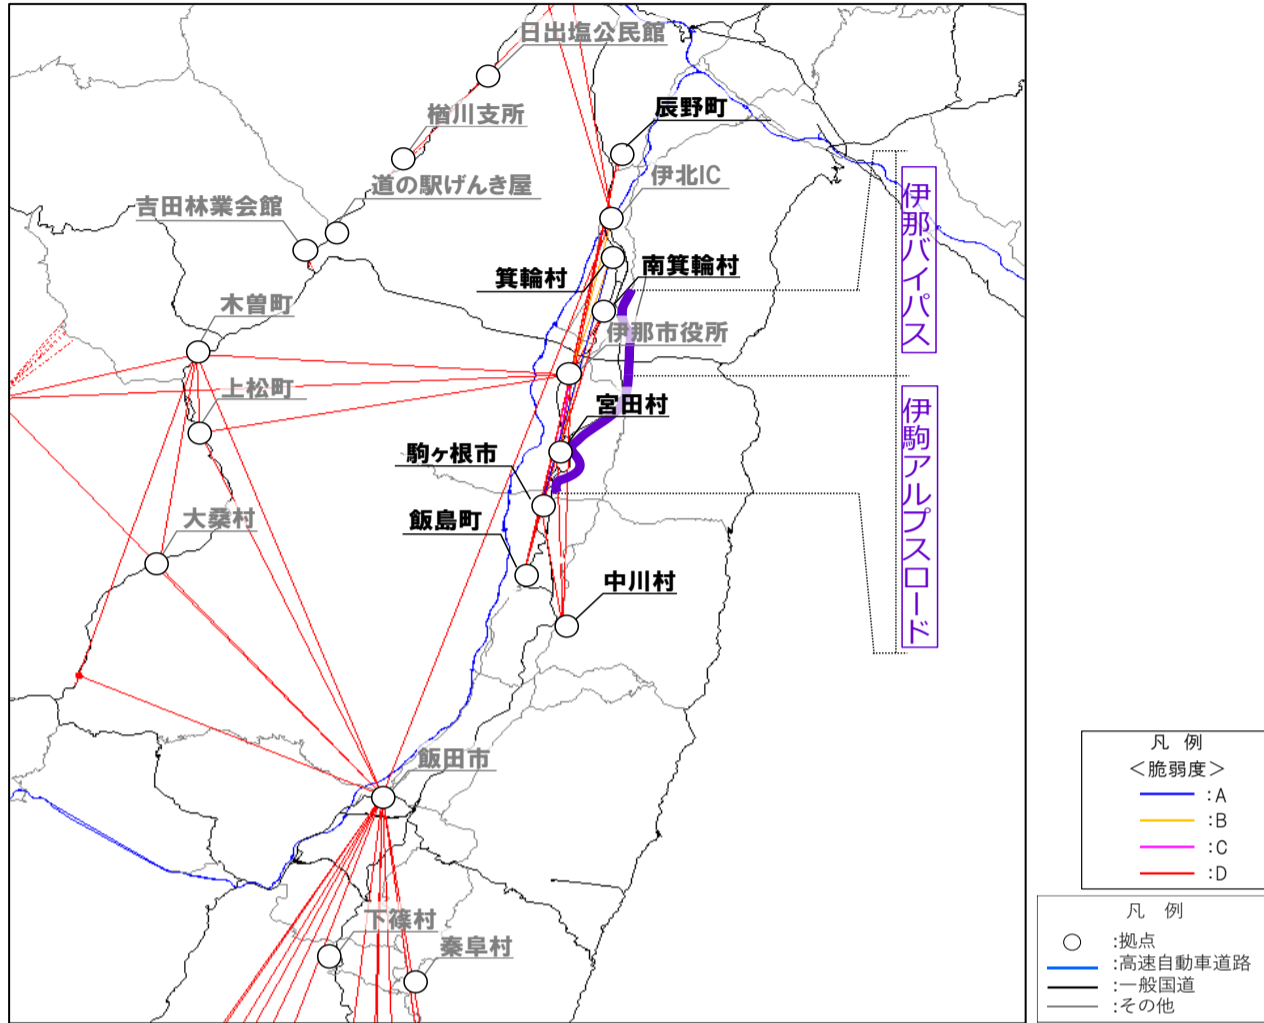 日出塩公民館
辰野町
楢川支所
伊北IC
道の駅げんき屋
吉田林業会館
伊那バイパス
箕輪村
南箕輪村
木曽町
伊那市役所
上松町
宮田村
伊駒アルプスロード
駒ヶ根市
大桑村
飯島町
中川村
飯田市
下篠村
秦阜村
凡 例
＜脆弱度＞
:A
:B
:C
:D
凡 例
:拠点
:高速自動車道路
:一般国道
:その他